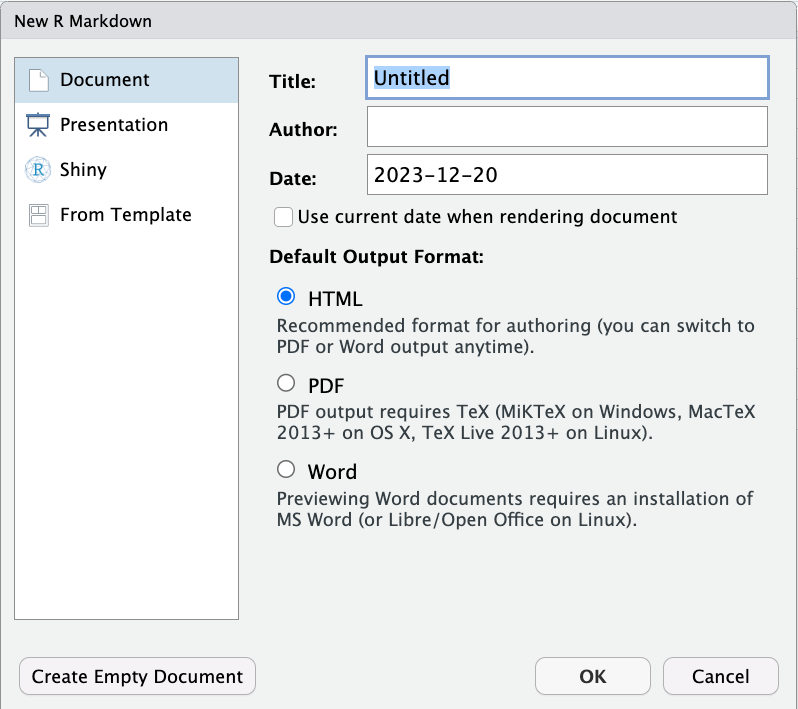 New R Markdown
Document
Presentation
Shiny
From Template
Title:
Untitled
Author:
Date:
2023-12-20
Use current date when rendering document
Default Output Format:
HTML
Recommended format for authoring (you can switch to
PDF or Word output anytime).
PDF
PDF output requires TeX (MiKTeX on Windows, MacTeX
2013+ on OS X, TeX Live 2013+ on Linux).
Word
Previewing Word documents requires an installation of
MS Word (or Libre/Open Office on Linux).
Create Empty Document
OK
Cancel